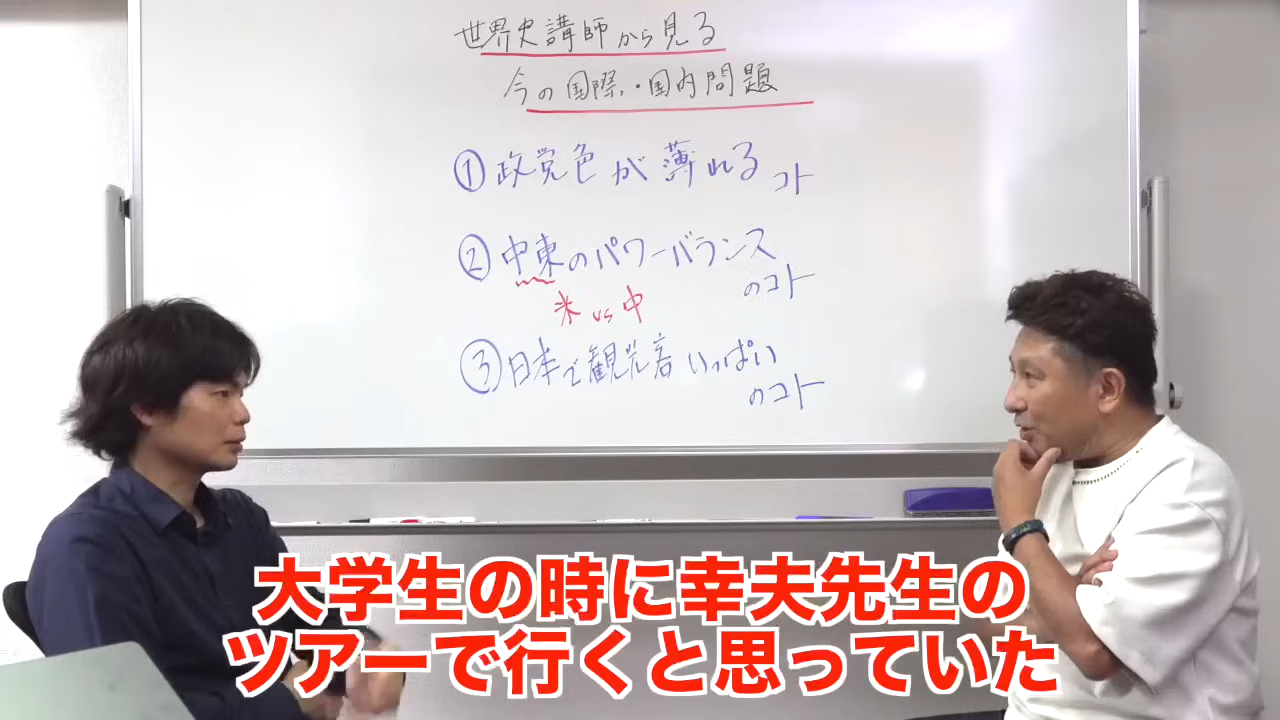 世界史講師から見る
今の国際・国内問題
①政党色が薄れるコト
②中東のパワーバランス
のコト
米 vs 中
③日本で観光客いっぱい
のコト
大学生の時に幸夫先生の
ツアーで行くと思っていた